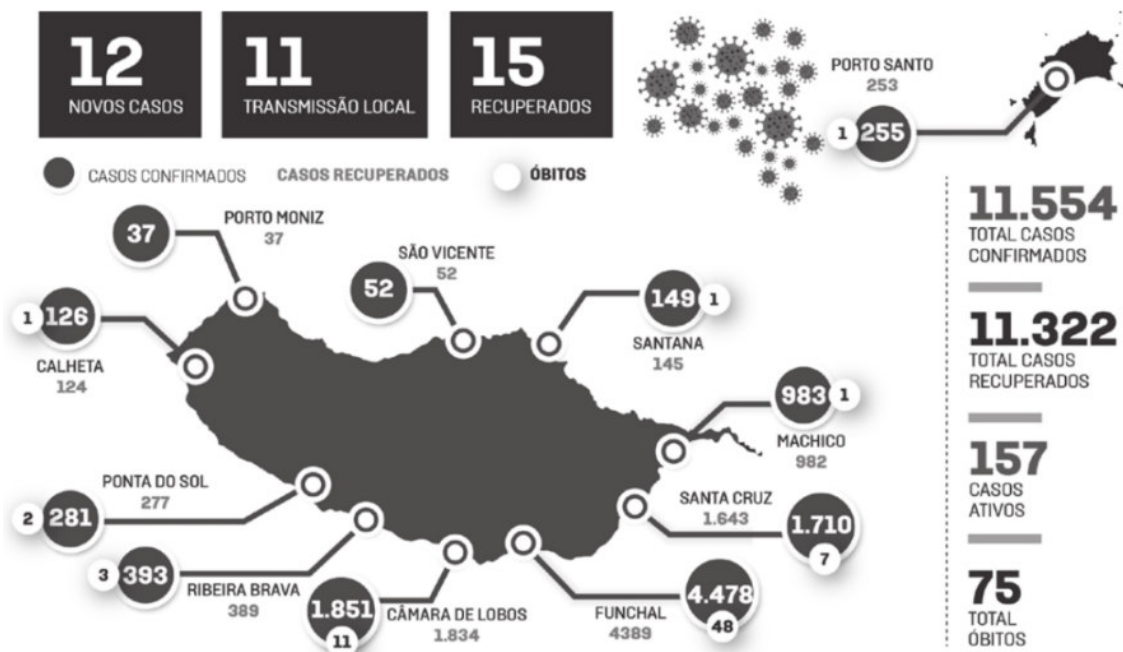 12
NOVOS CASOS
11
TRANSMISSÃO LOCAL
15
RECUPERADOS
CASOS CONFIRMADOS
CASOS RECUPERADOS
ÓBITOS
PORTO SANTO
253
1
255
37
PORTO MONIZ
37
SÃO VICENTE
52
52
149
1
SANTANA
145
1
126
CALHETA
124
983
1
MACHICO
982
PONTA DO SOL
277
2
281
SANTA CRUZ
1.643
1.710
7
3
393
RIBEIRA BRAVA
389
1.851
11
CÂMARA DE LOBOS
1.834
FUNCHAL
4389
4.478
48
11.554
TOTAL CASOS
CONFIRMADOS
11.322
TOTAL CASOS
RECUPERADOS
157
CASOS
ATIVOS
75
TOTAL
ÓBITOS